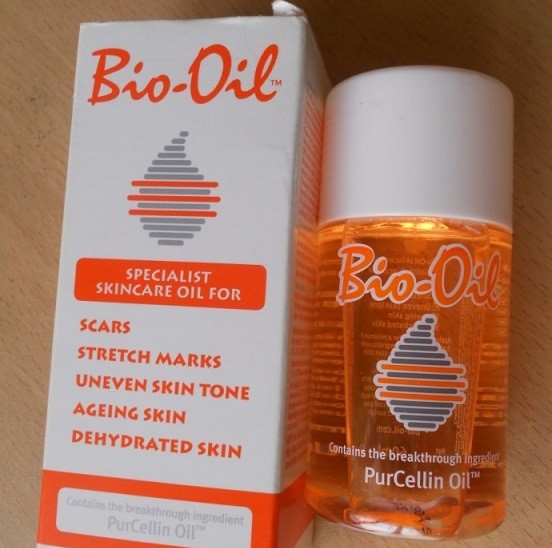 Bio-Oil™
SPECIALIST
SKINCARE OIL FOR
SCARS
STRETCH MARKS
UNEVEN SKIN TONE
AGEING SKIN
DEHYDRATED SKIN
Contains the breakthrough ingredient
PurCellin Oil™
Bio-Oil
Contains the breakthrough ingredient
PurCellin Oil™